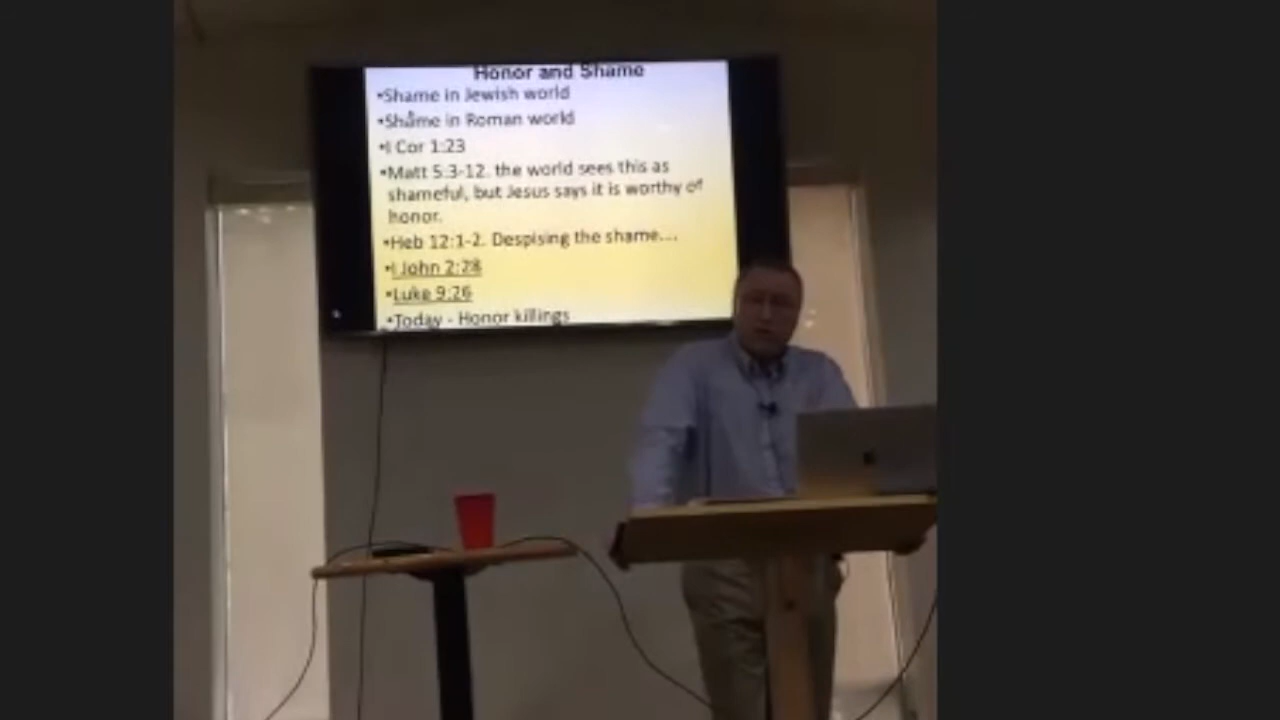 Honor and Shame
•Shame in Jewish world
•Shame in Roman world
•I Cor 1:23
•Matt 5:3-12. the world sees this as
shameful, but Jesus says it is worthy of
honor.
•Heb 12:1-2. Despising the shame...
•I John 2:28
•Luke 9:26
•Today - Honor killings